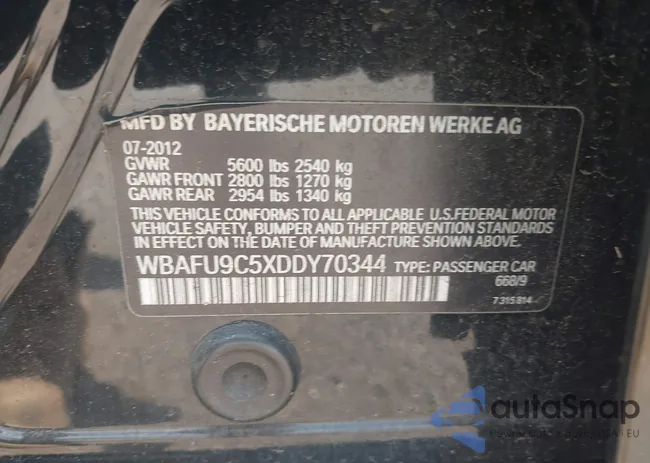 MFD BY BAYERISCHE MOTOREN WERKE AG
07-2012
GVWR 5600 lbs 2540 kg
GAWR FRONT 2800 lbs 1270 kg
GAWR REAR 2954 lbs 1340 kg
THIS VEHICLE CONFORMS TO ALL APPLICABLE U.S.FEDERAL MOTOR
VEHICLE SAFETY, BUMPER AND THEFT PREVENTION STANDARDS
IN EFFECT ON THE DATE OF MANUFACTURE SHOWN ABOVE.
WBAFU9C5XDDY70344 TYPE: PASSENGER CAR
668/9
7 315 814
autoSnap